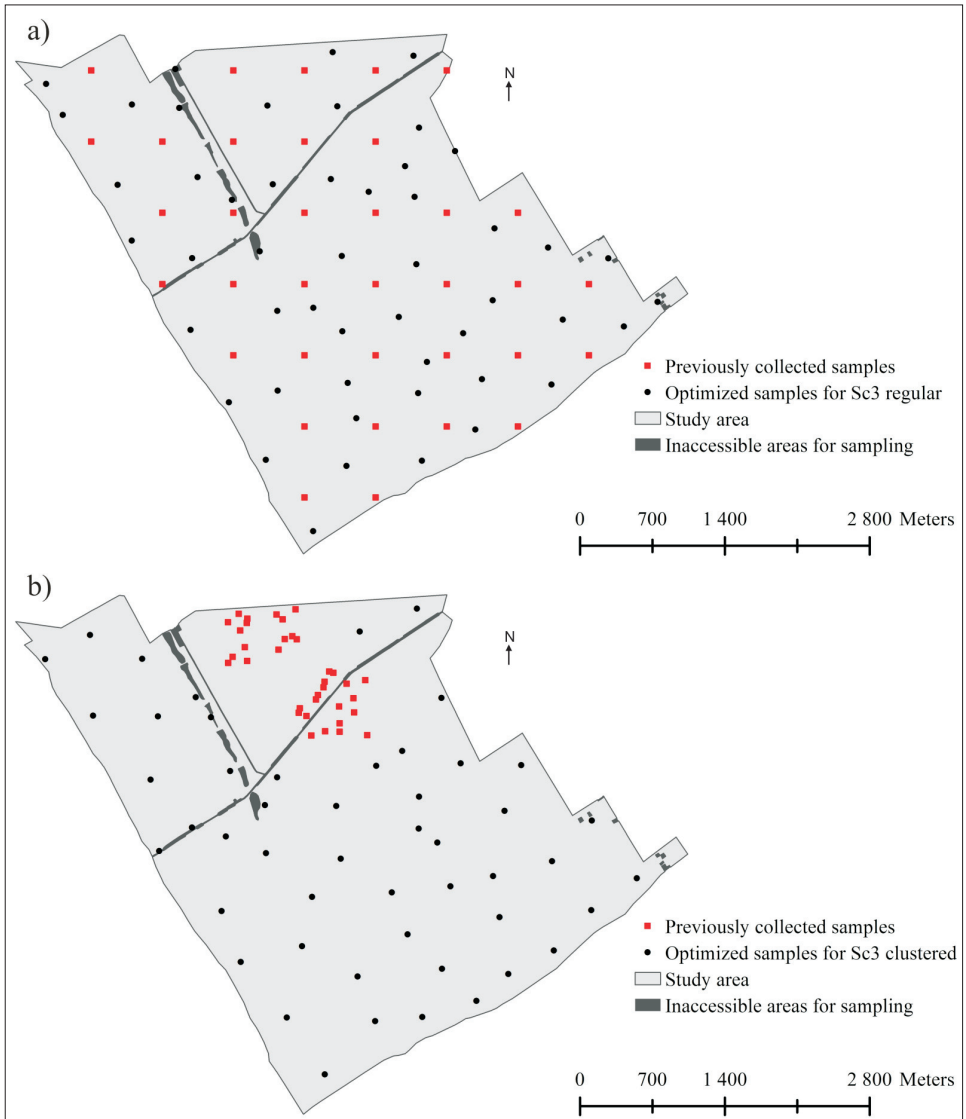 a)
N
Previously collected samples
Optimized samples for Sc3 regular
Study area
Inaccessible areas for sampling
0 700 1 400 2 800 Meters
b)
N
Previously collected samples
Optimized samples for Sc3 clustered
Study area
Inaccessible areas for sampling
0 700 1 400 2 800 Meters